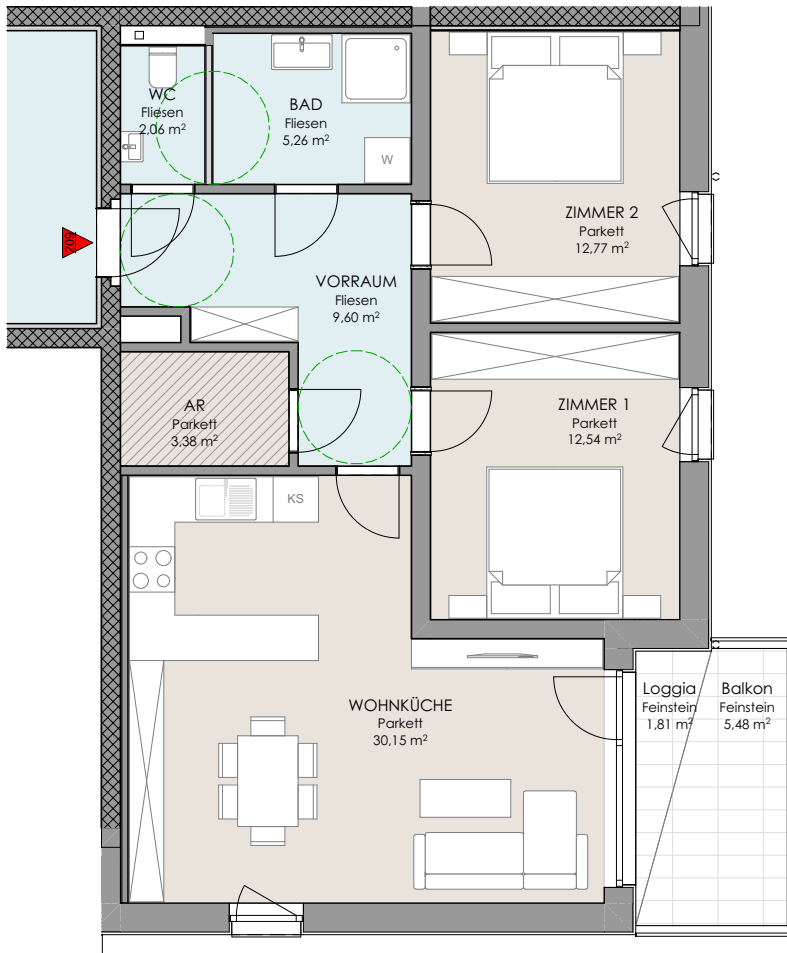 WC
Fliesen
2,06 m²
BAD
Fliesen
5,26 m²
W
ZIMMER 2
Parkett
12,77 m²
VORRAUM
Fliesen
9,60 m²
AR
Parkett
3,38 m²
ZIMMER 1
Parkett
12,54 m²
KS
WOHNKÜCHE
Parkett
30,15 m²
Loggia
Feinstein
1,81 m²
Balkon
Feinstein
5,48 m²